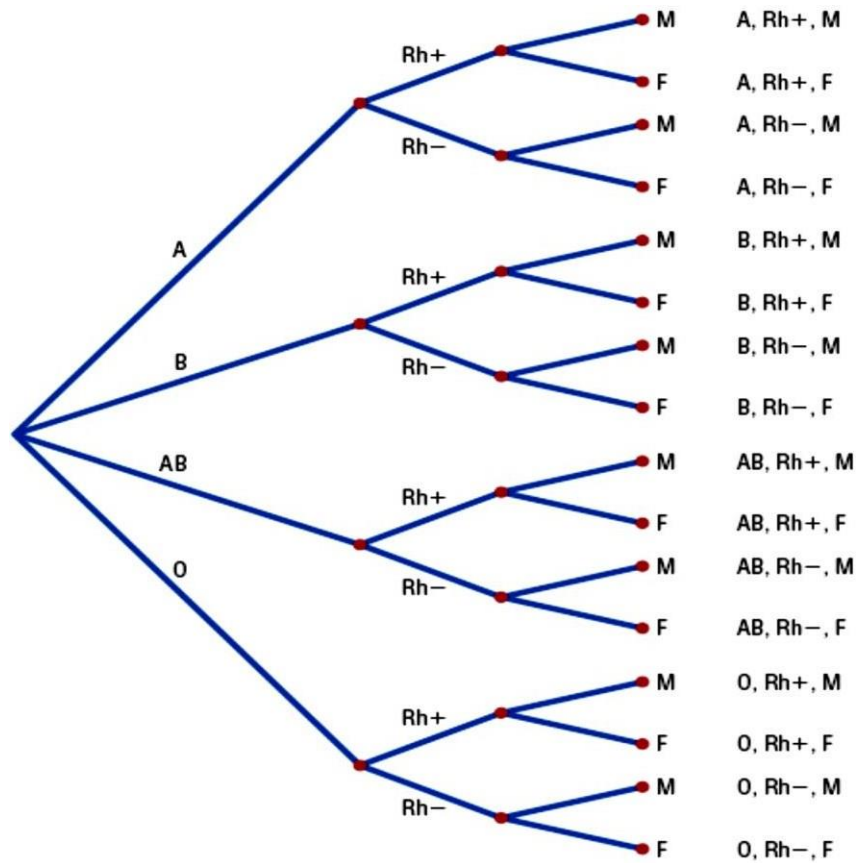 M A, Rh+, M
Rh+
F A, Rh+, F
M A, Rh−, M
Rh−
F A, Rh−, F
A
M B, Rh+, M
Rh+
F B, Rh+, F
B
M B, Rh−, M
Rh−
F B, Rh−, F
AB
M AB, Rh+, M
Rh+
F AB, Rh+, F
O
M AB, Rh−, M
Rh−
F AB, Rh−, F
M O, Rh+, M
Rh+
F O, Rh+, F
M O, Rh−, M
Rh−
F O, Rh−, F